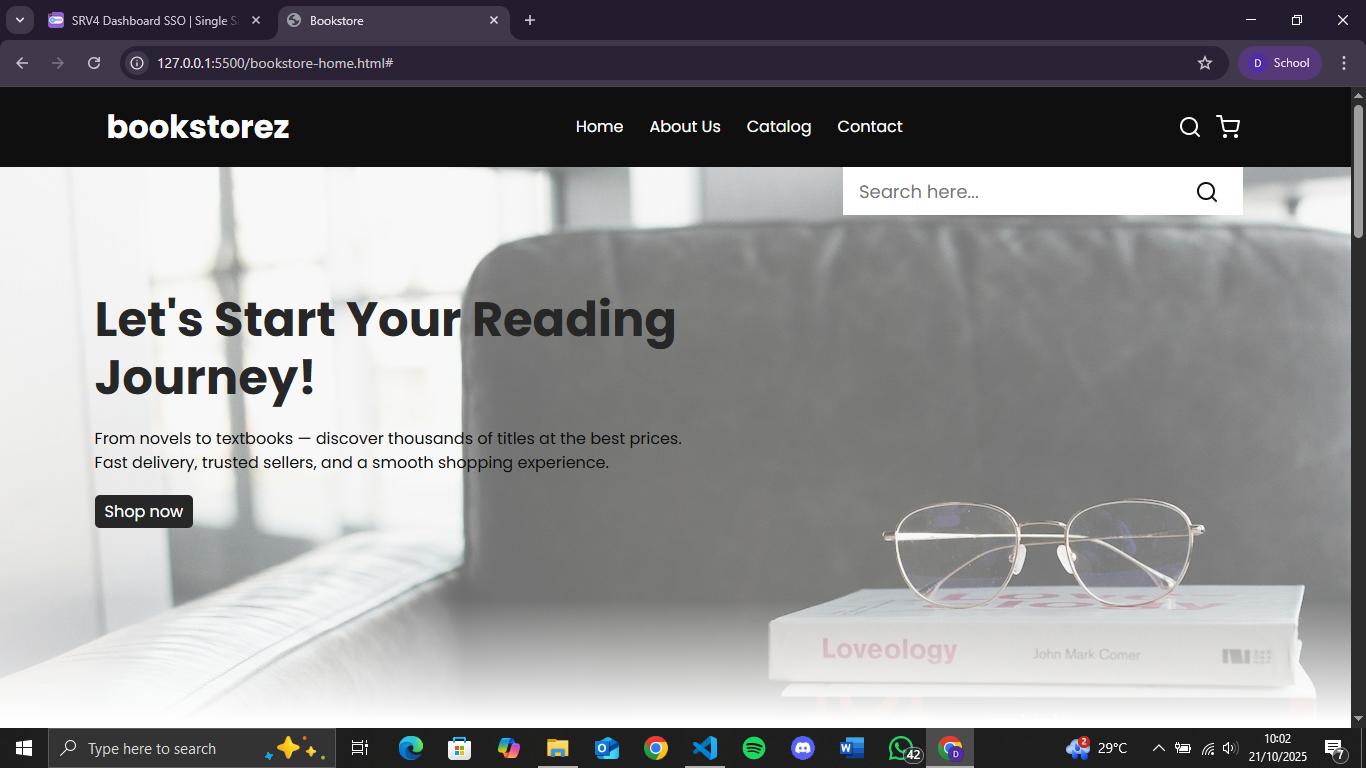 SRV4 Dashboard SSO | Single S
Bookstore
127.0.0.1:5500/bookstore-home.html#
D
School
bookstorez
Home
About Us
Catalog
Contact
Search here...
Let's Start Your Reading
Journey!
From novels to textbooks — discover thousands of titles at the best prices.
Fast delivery, trusted sellers, and a smooth shopping experience.
Shop now
Loveology
John Mark Comer
Type here to search
42
D
2
29°C
10:02
21/10/2025
7